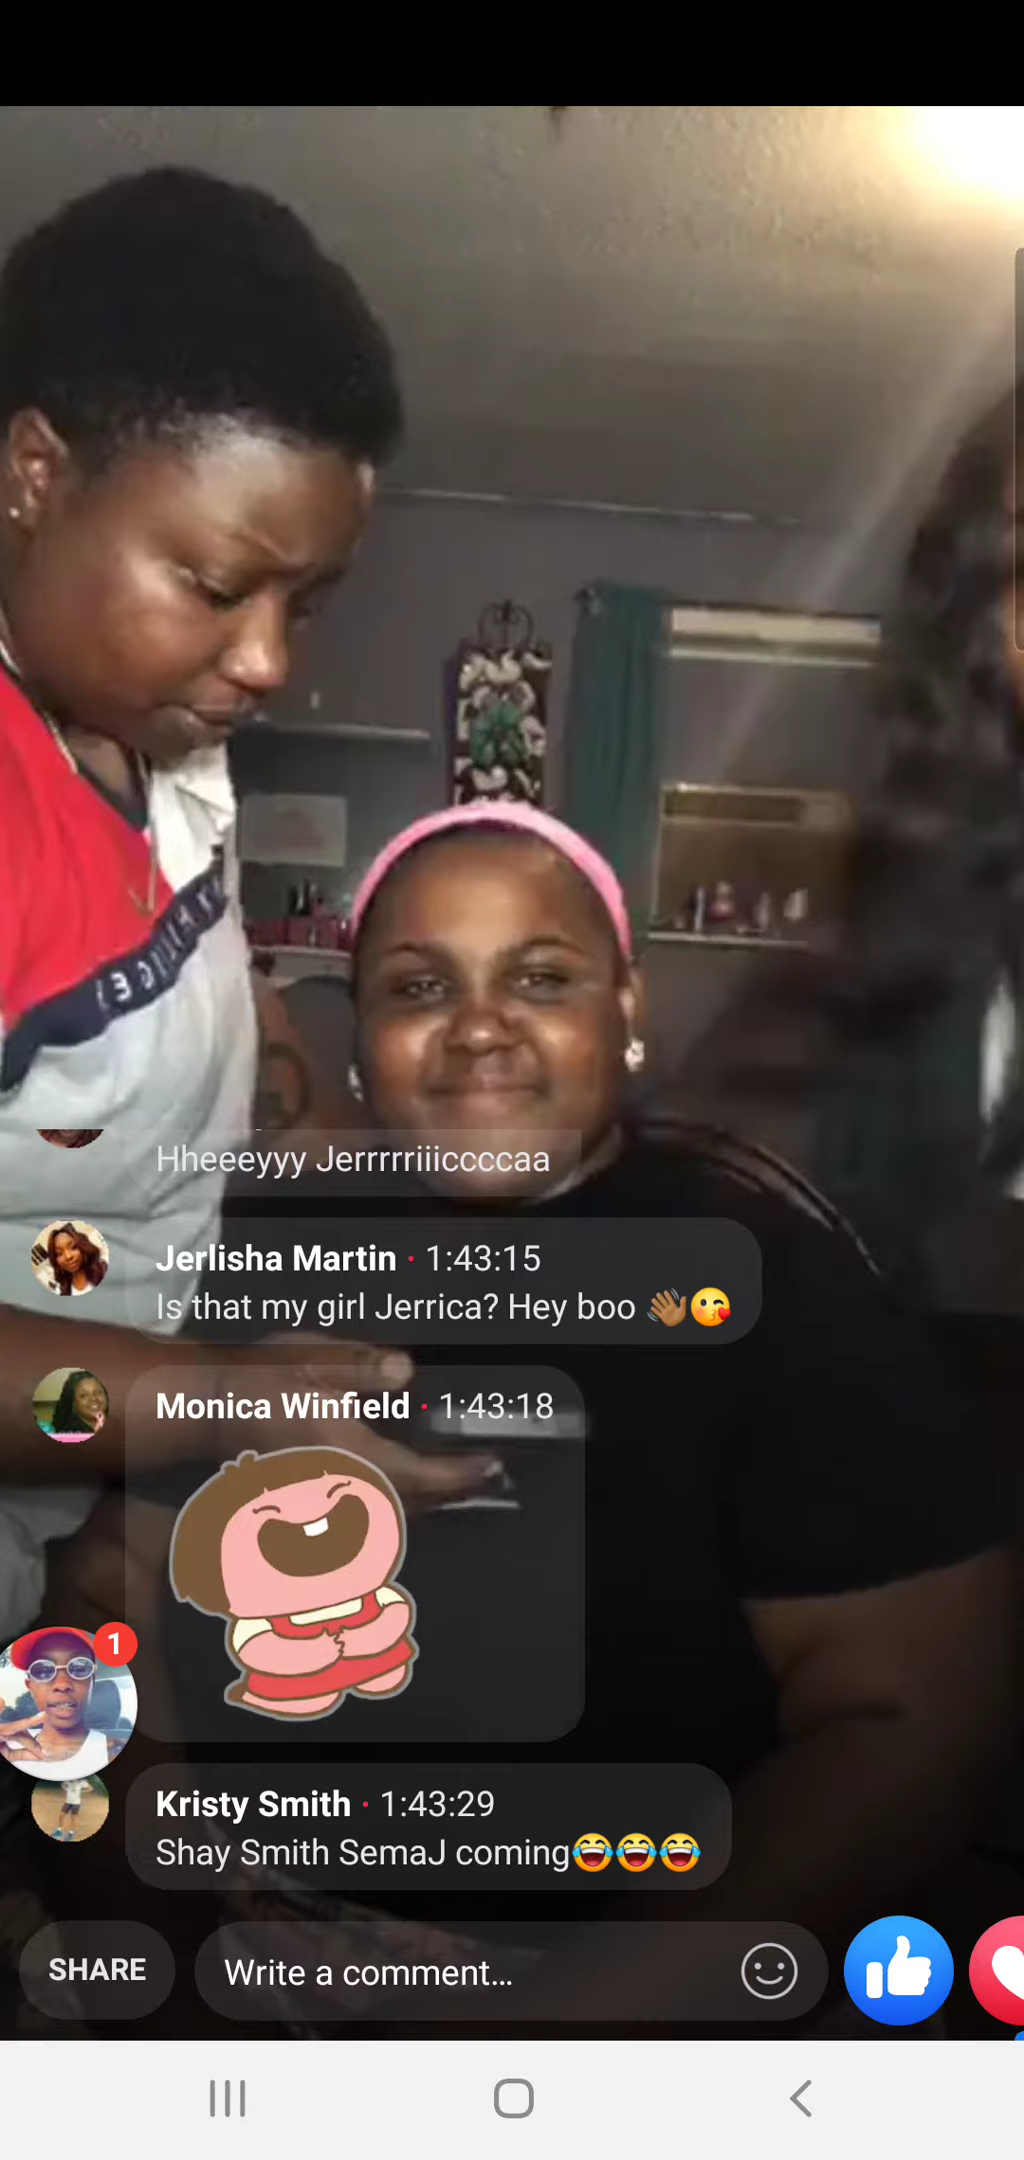 Hheeeyyy Jerrrrriiiccccaa
Jerlisha Martin · 1:43:15
Is that my girl Jerrica? Hey boo 👋🏾😘
Monica Winfield · 1:43:18
1
Kristy Smith · 1:43:29
Shay Smith SemaJ coming😂😂😂
SHARE
Write a comment...